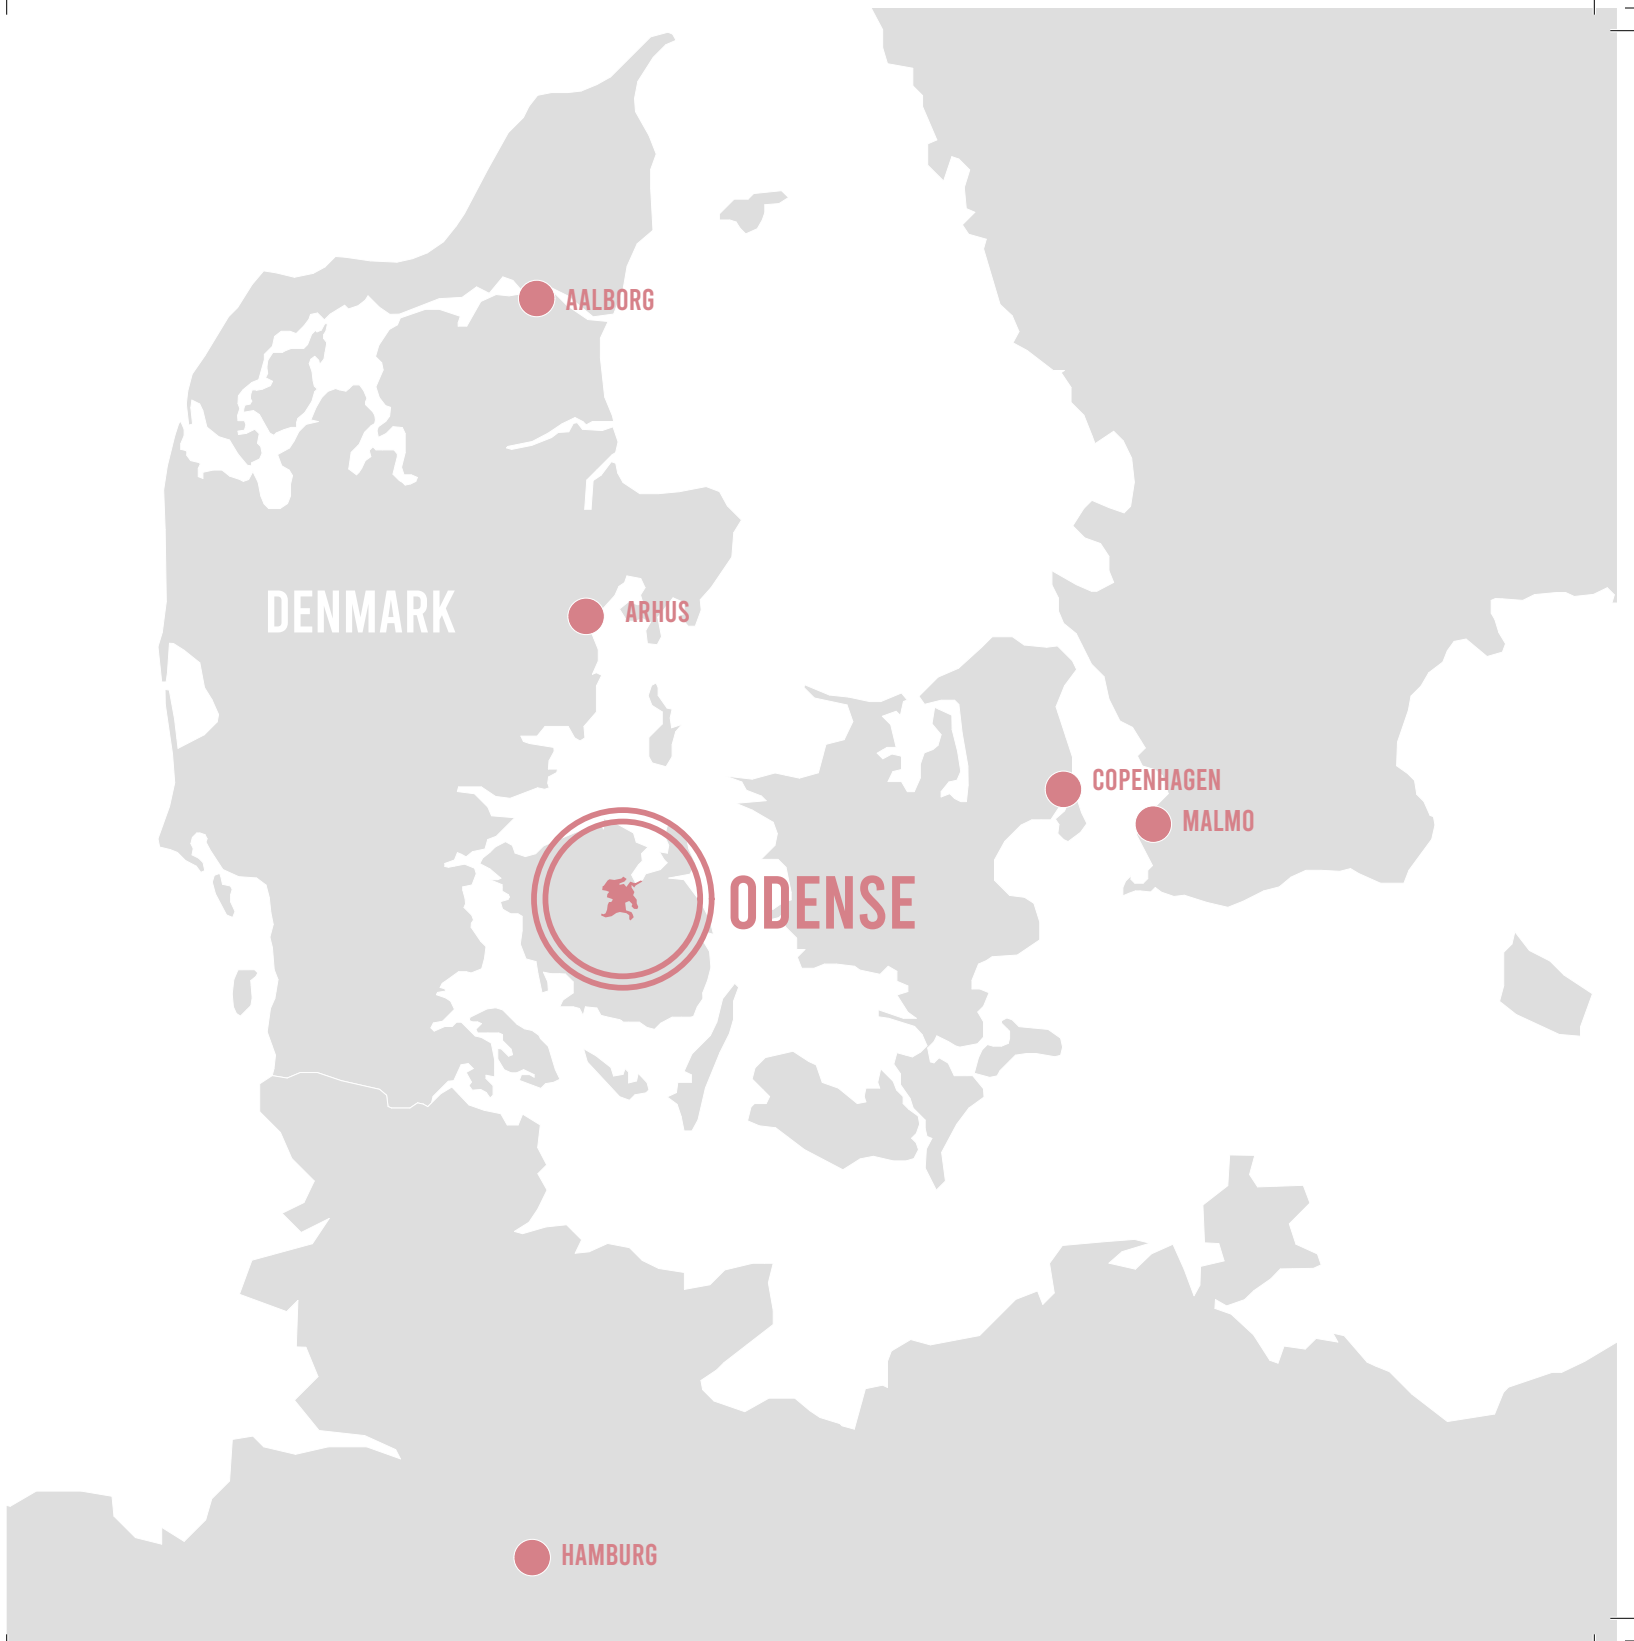 AALBORG
DENMARK
ARHUS
COPENHAGEN
MALMO
ODENSE
HAMBURG